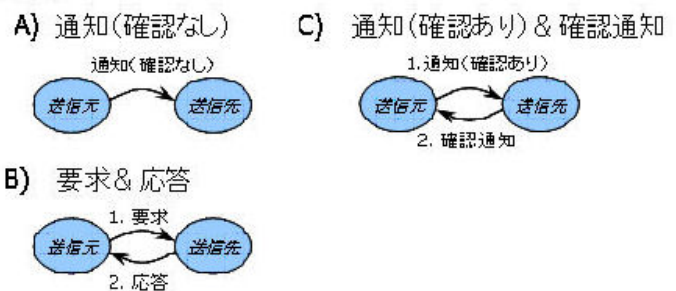 A) 通知(確認なし)
通知(確認なし)
送信元 送信先
B) 要求& 応答
1. 要求
送信元 送信先
2. 応答
C) 通知(確認あり)& 確認通知
1.通知(確認あり)
送信元 送信先
2. 確認通知